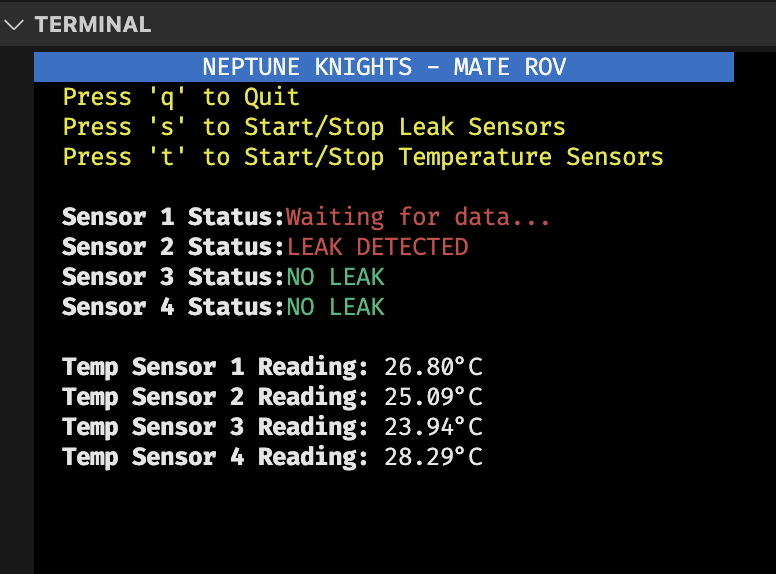 TERMINAL
NEPTUNE KNIGHTS - MATE ROV
Press 'q' to Quit
Press 's' to Start/Stop Leak Sensors
Press 't' to Start/Stop Temperature Sensors
Sensor 1 Status:Waiting for data...
Sensor 2 Status:LEAK DETECTED
Sensor 3 Status:NO LEAK
Sensor 4 Status:NO LEAK
Temp Sensor 1 Reading: 26.80°C
Temp Sensor 2 Reading: 25.09°C
Temp Sensor 3 Reading: 23.94°C
Temp Sensor 4 Reading: 28.29°C